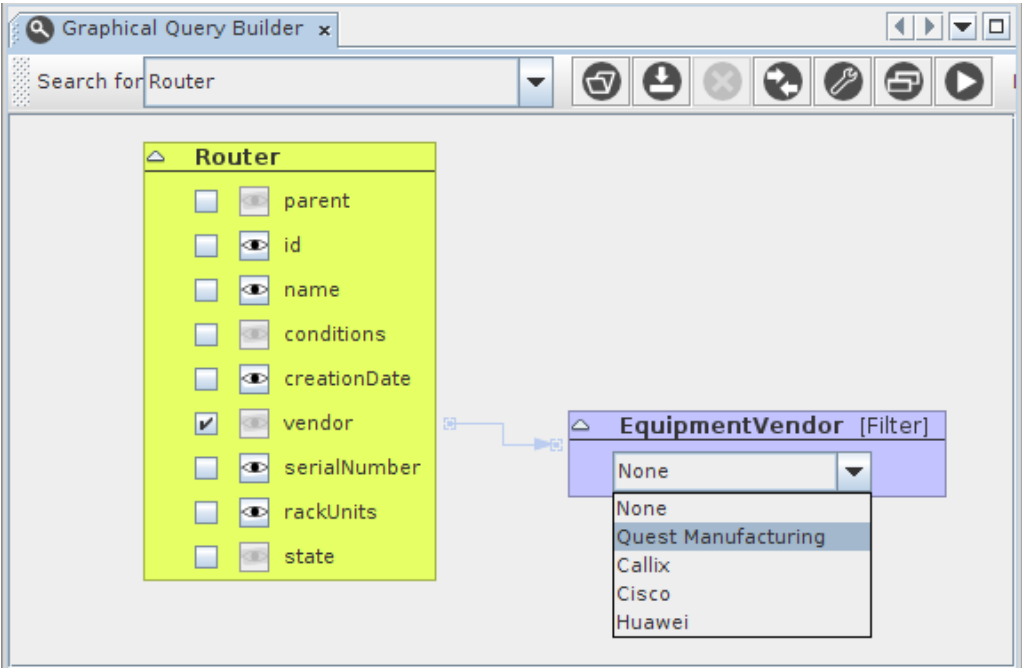 Graphical Query Builder x
Search for Router
Router
parent
id
name
conditions
creationDate
vendor
serialNumber
rackUnits
state
EquipmentVendor [Filter]
None
None
Quest Manufacturing
Callix
Cisco
Huawei